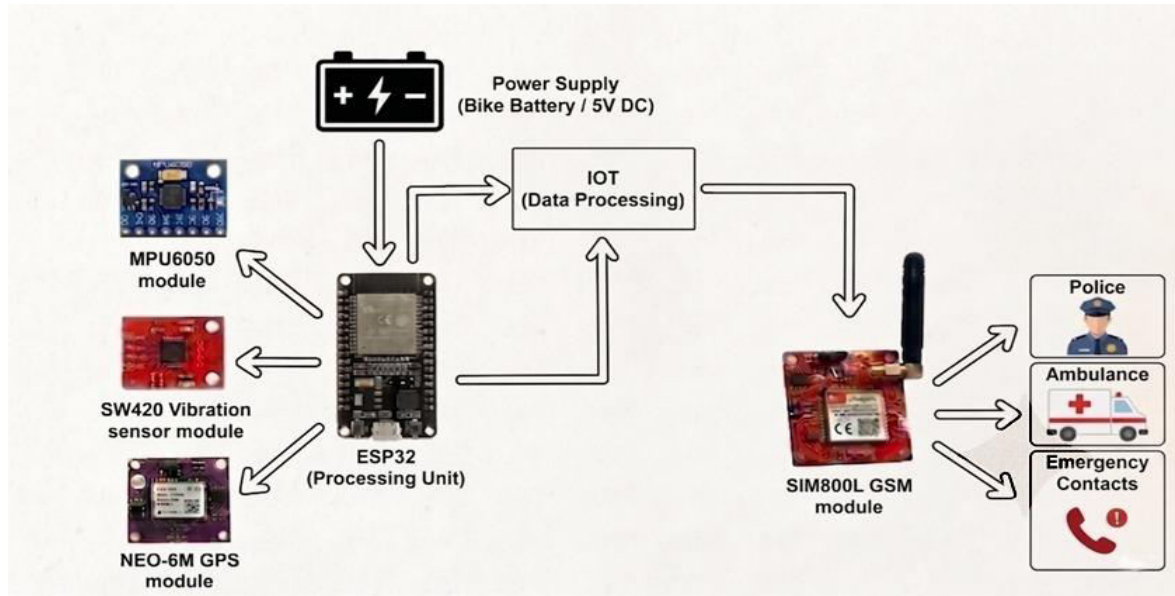 Power Supply
(Bike Battery / 5V DC)
IOT
(Data Processing)
MPU6050
module
SW420 Vibration
sensor module
ESP32
(Processing Unit)
NEO-6M GPS
module
SIM800L GSM
module
Police
Ambulance
Emergency
Contacts